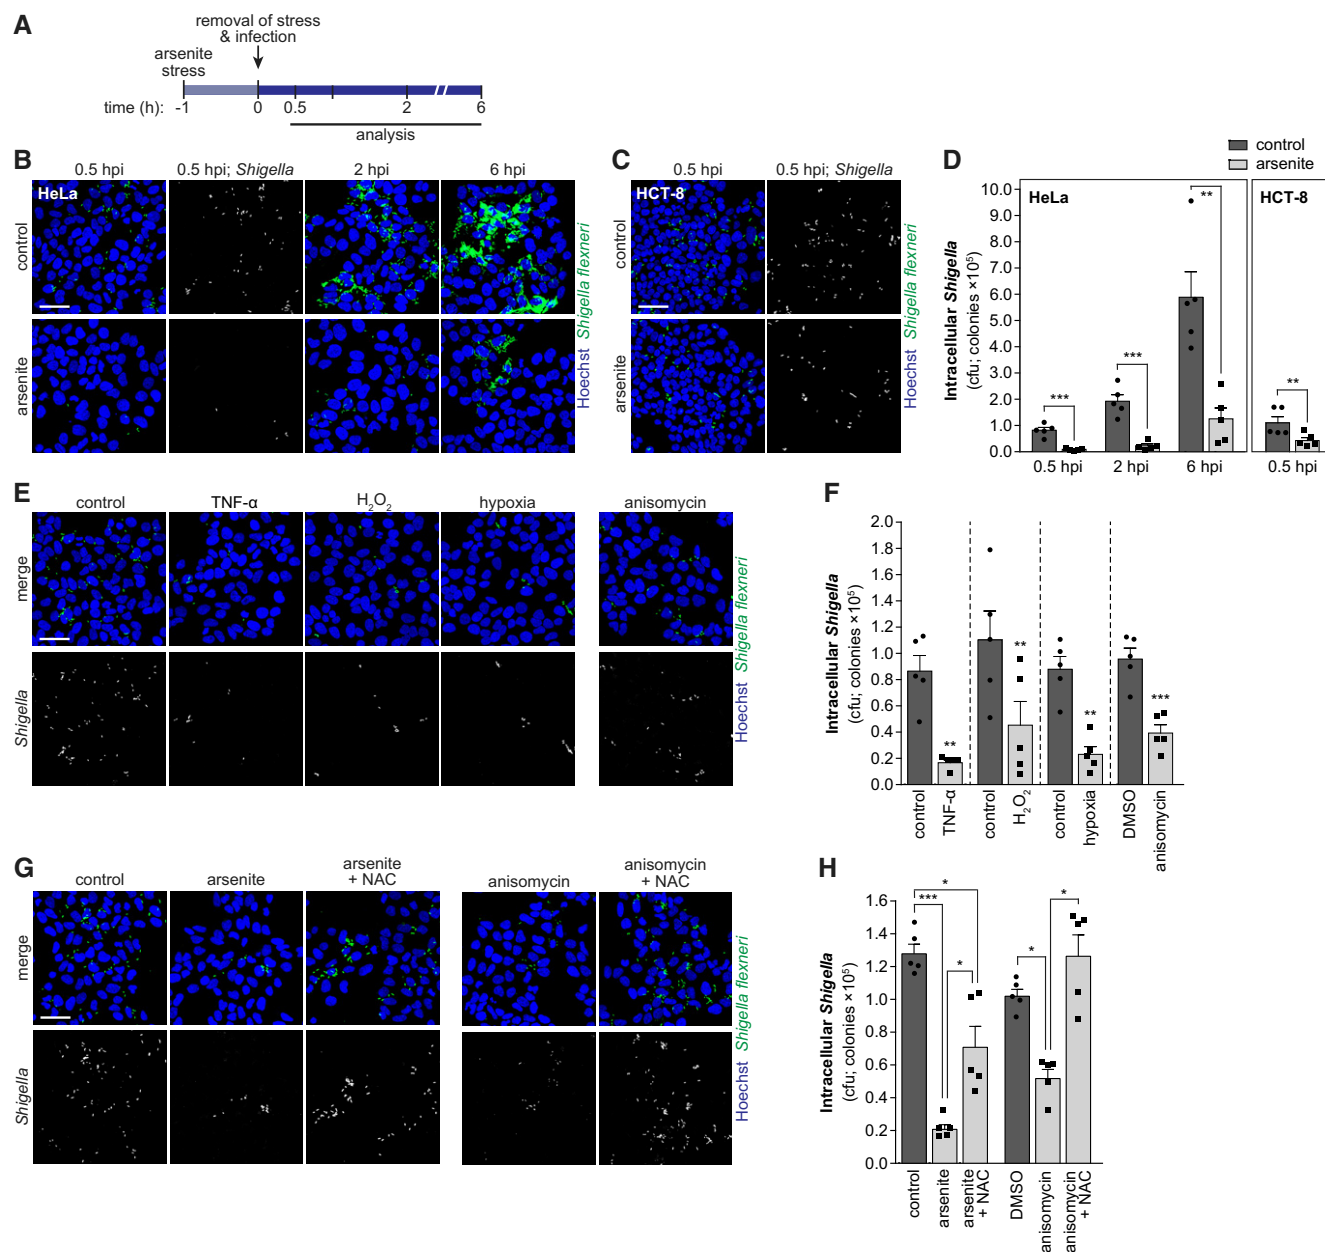 A
removal of stress
& infection
arsenite
stress
time (h): -1 0 0.5 2 6
analysis
B
0.5 hpi 0.5 hpi; Shigella 2 hpi 6 hpi
HeLa
control
arsenite
Hoechst Shigella flexneri
C
0.5 hpi 0.5 hpi; Shigella
HCT-8
control
arsenite
Hoechst Shigella flexneri
D
control
arsenite
Intracellular Shigella
(cfu; colonies ×10⁵)
10.0
9.0
8.0
7.0
6.0
5.0
4.0
3.0
2.0
1.0
0.0
HeLa HCT-8
*** *** ** **
0.5 hpi 2 hpi 6 hpi 0.5 hpi
E
control TNF-α H₂O₂ hypoxia anisomycin
merge
Shigella
Hoechst Shigella flexneri
F
Intracellular Shigella
(cfu; colonies ×10⁵)
2.0
1.8
1.6
1.4
1.2
1.0
0.8
0.6
0.4
0.2
0.0
** ** ** ***
control TNF-α control H₂O₂ control hypoxia DMSO anisomycin
G
control arsenite arsenite
+ NAC anisomycin anisomycin
+ NAC
merge
Shigella
Hoechst Shigella flexneri
H
Intracellular Shigella
(cfu; colonies ×10⁵)
1.6
1.4
1.2
1.0
0.8
0.6
0.4
0.2
0.0
*
***
*
*
*
control arsenite arsenite
+ NAC DMSO anisomycin anisomycin
+ NAC